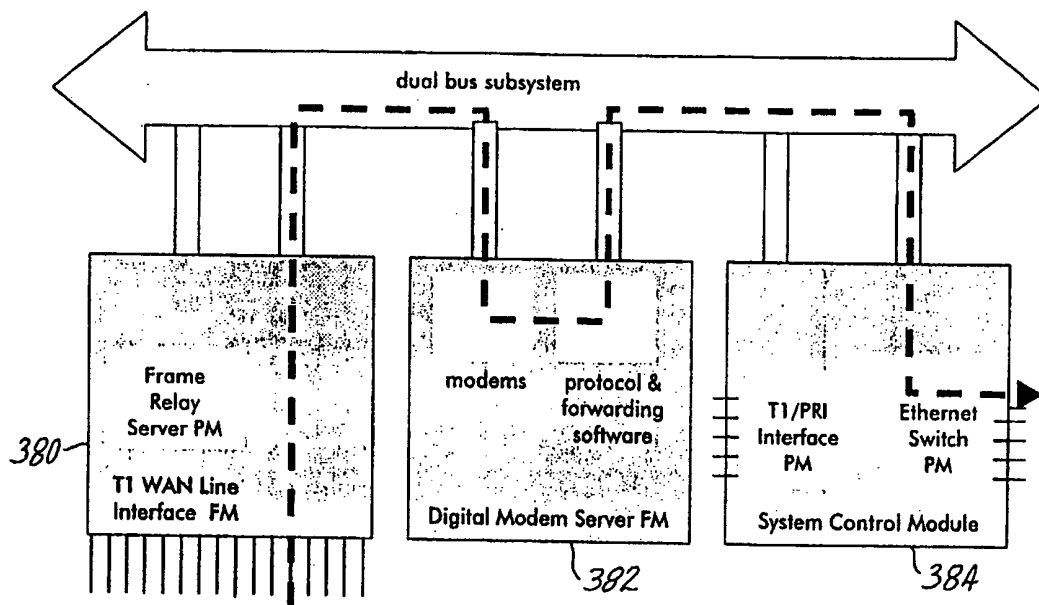 dual bus subsystem
Frame
Relay
Server PM
T1 WAN Line
Interface FM
380
modems
protocol &
forwarding
software
Digital Modem Server FM
382
T1/PRI
Interface
PM
Ethernet
Switch
PM
System Control Module
384